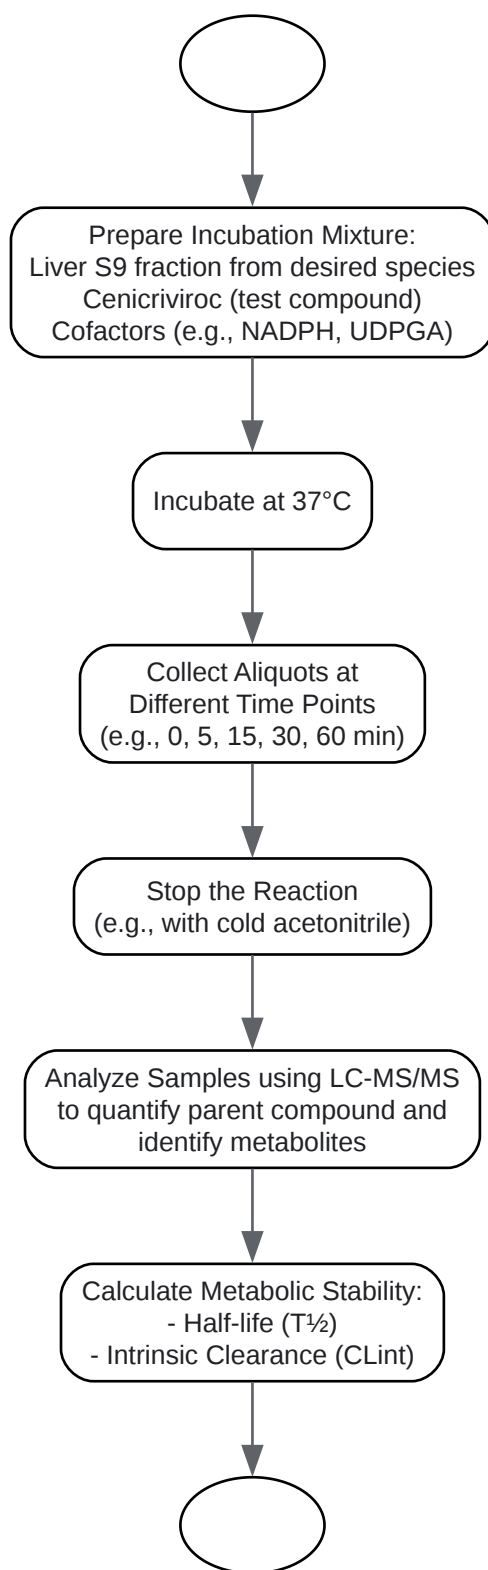 Prepare Incubation Mixture:
Liver S9 fraction from desired species
Cenicriviroc (test compound)
Cofactors (e.g., NADPH, UDPGA)
Incubate at 37°C
Collect Aliquots at
Different Time Points
(e.g., 0, 5, 15, 30, 60 min)
Stop the Reaction
(e.g., with cold acetonitrile)
Analyze Samples using LC-MS/MS
to quantify parent compound and
identify metabolites
Calculate Metabolic Stability:
- Half-life (T½)
- Intrinsic Clearance (CLint)